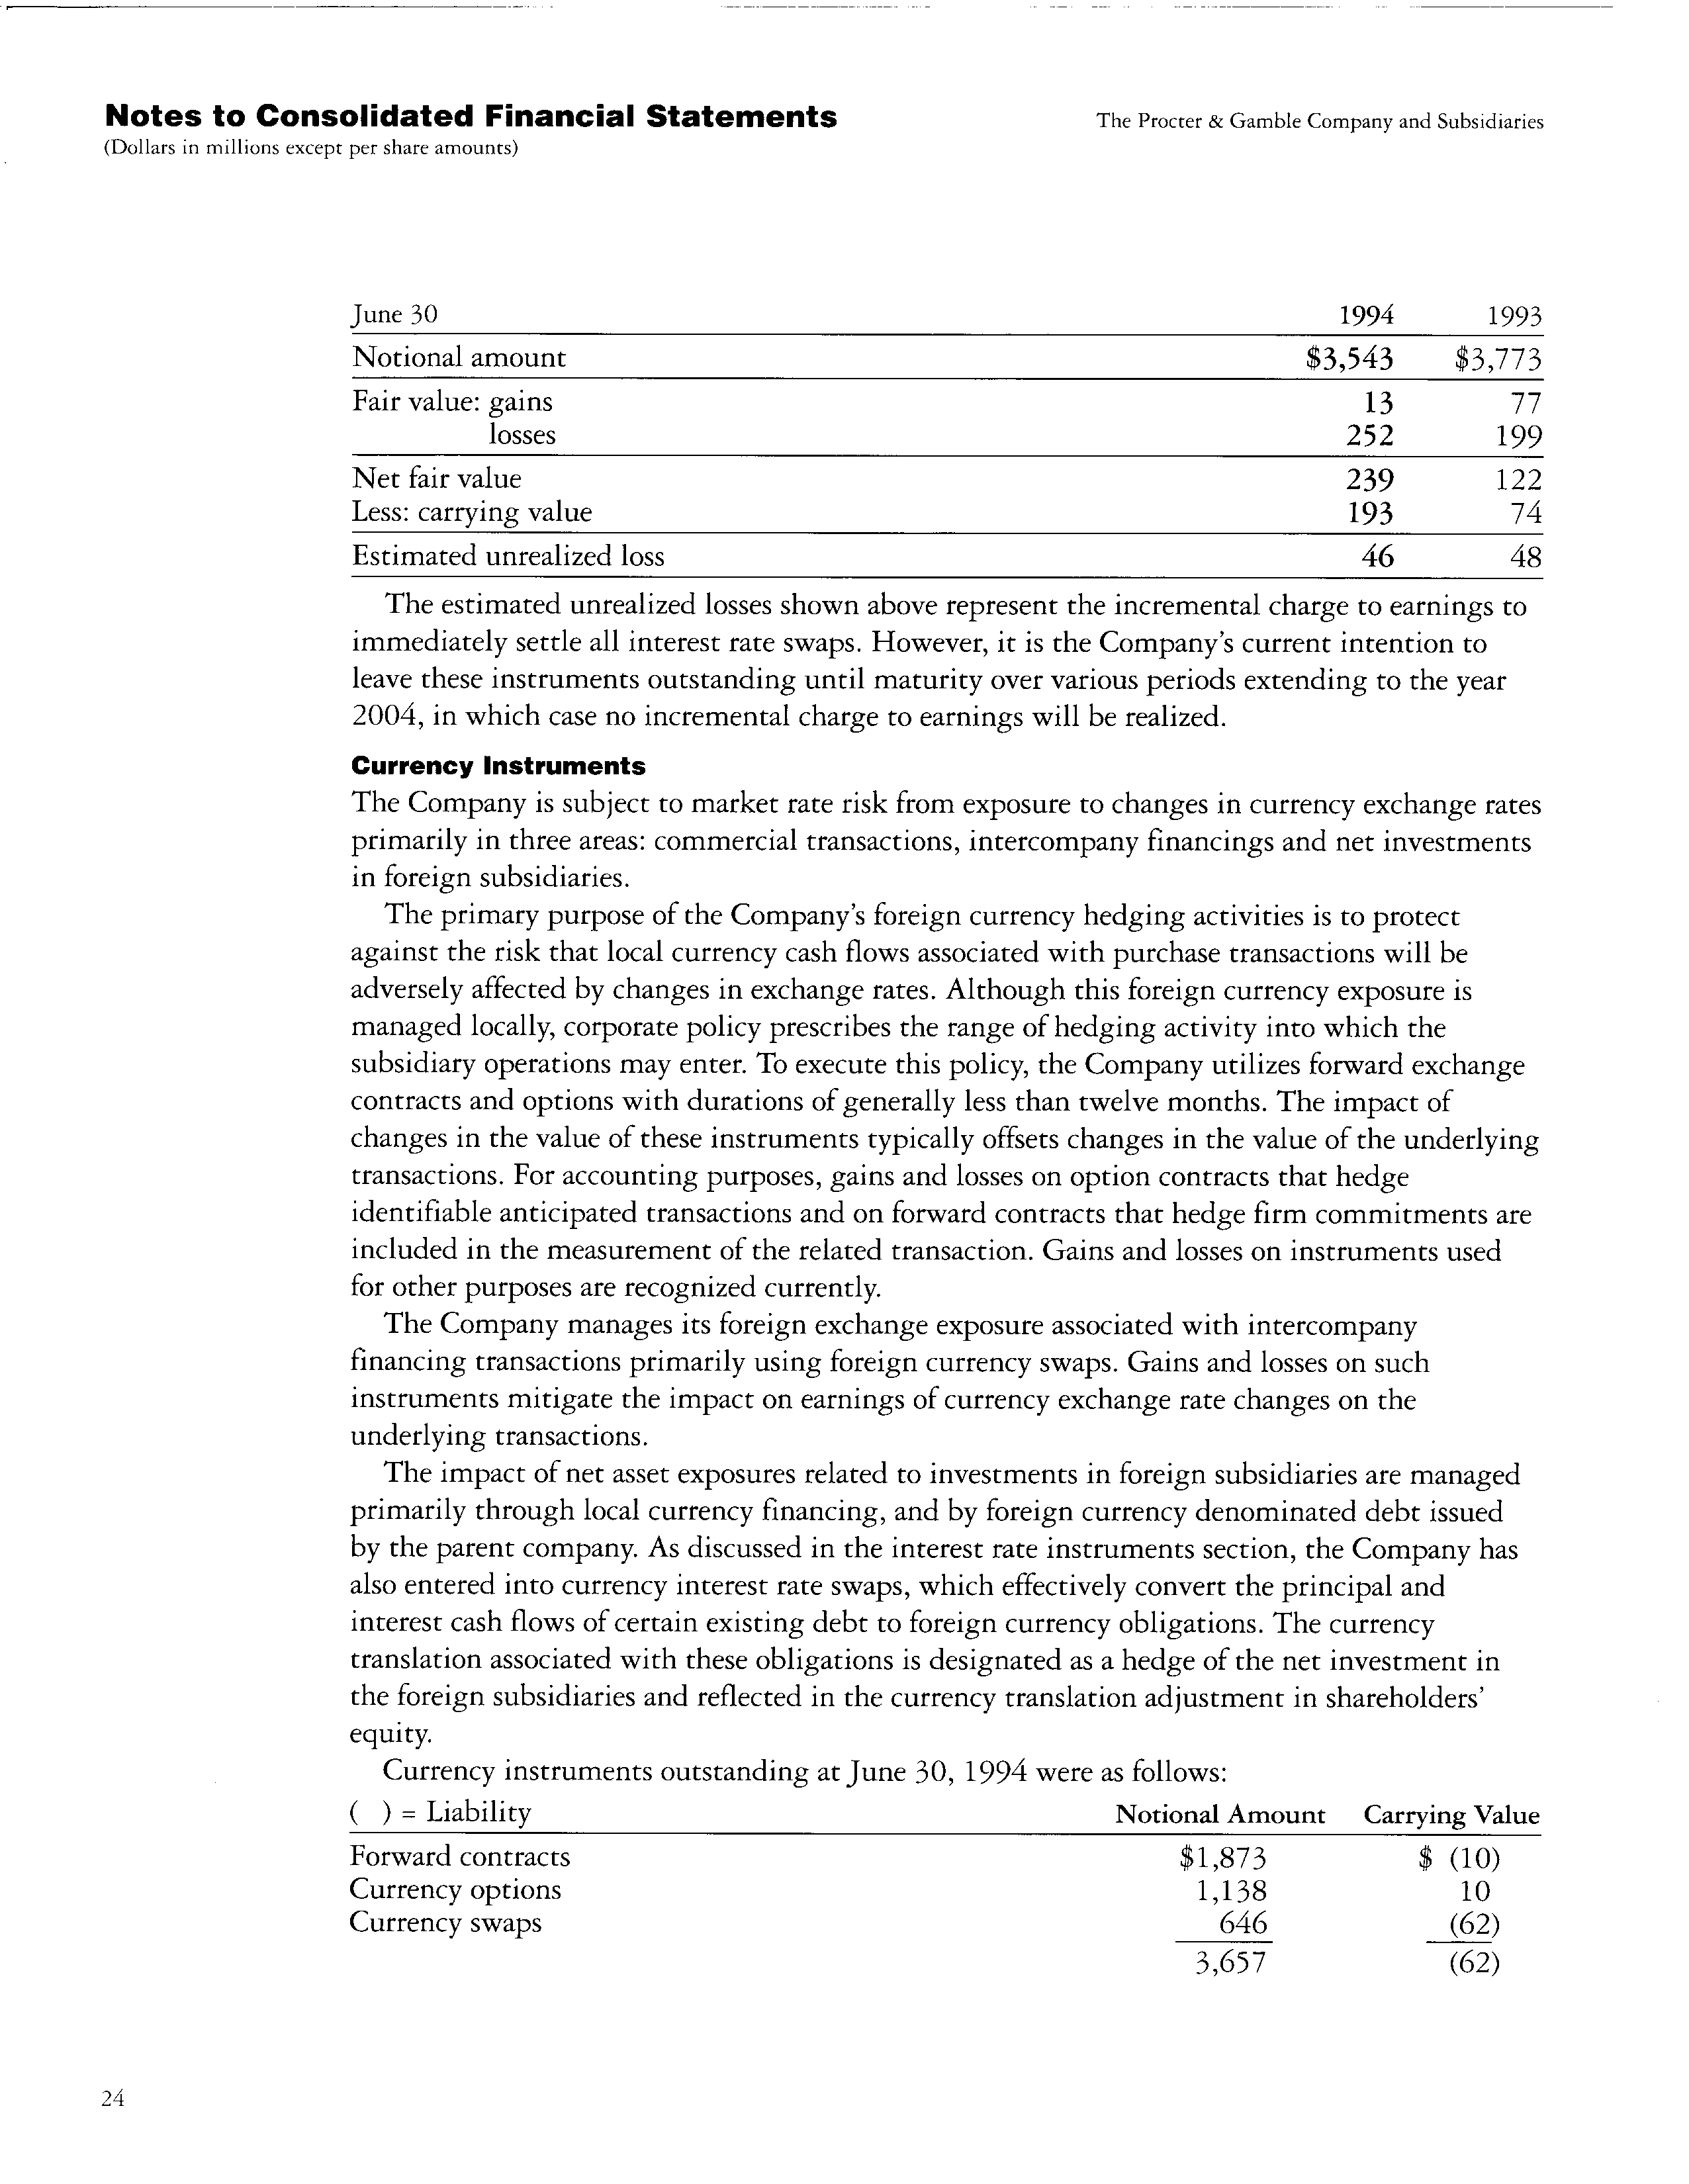 Notes to Consolidated Financial Statements The Procter & Gamble Company and Subsidiaries
(Dollars in millions except per share amounts)
June 30 1994 1993
Notional amount $3,543 $3,773
Fair value: gains 13 77
losses 252 199
Net fair value 239 122
Less: carrying value 193 74
Estimated unrealized loss 46 48
The estimated unrealized losses shown above represent the incremental charge to earnings to
immediately settle all interest rate swaps. However, it is the Company's current intention to
leave these instruments outstanding until maturity over various periods extending to the year
2004, in which case no incremental charge to earnings will be realized.
Currency Instruments
The Company is subject to market rate risk from exposure to changes in currency exchange rates
primarily in three areas: commercial transactions, intercompany financings and net investments
in foreign subsidiaries.
The primary purpose of the Company's foreign currency hedging activities is to protect
against the risk that local currency cash flows associated with purchase transactions will be
adversely affected by changes in exchange rates. Although this foreign currency exposure is
managed locally, corporate policy prescribes the range of hedging activity into which the
subsidiary operations may enter. To execute this policy, the Company utilizes forward exchange
contracts and options with durations of generally less than twelve months. The impact of
changes in the value of these instruments typically offsets changes in the value of the underlying
transactions. For accounting purposes, gains and losses on option contracts that hedge
identifiable anticipated transactions and on forward contracts that hedge firm commitments are
included in the measurement of the related transaction. Gains and losses on instruments used
for other purposes are recognized currently.
The Company manages its foreign exchange exposure associated with intercompany
financing transactions primarily using foreign currency swaps. Gains and losses on such
instruments mitigate the impact on earnings of currency exchange rate changes on the
underlying transactions.
The impact of net asset exposures related to investments in foreign subsidiaries are managed
primarily through local currency financing, and by foreign currency denominated debt issued
by the parent company. As discussed in the interest rate instruments section, the Company has
also entered into currency interest rate swaps, which effectively convert the principal and
interest cash flows of certain existing debt to foreign currency obligations. The currency
translation associated with these obligations is designated as a hedge of the net investment in
the foreign subsidiaries and reflected in the currency translation adjustment in shareholders'
equity.
Currency instruments outstanding at June 30, 1994 were as follows:
( ) = Liability Notional Amount Carrying Value
Forward contracts $1,873 $ (10)
Currency options 1,138 10
Currency swaps 646 (62)
3,657 (62)
24